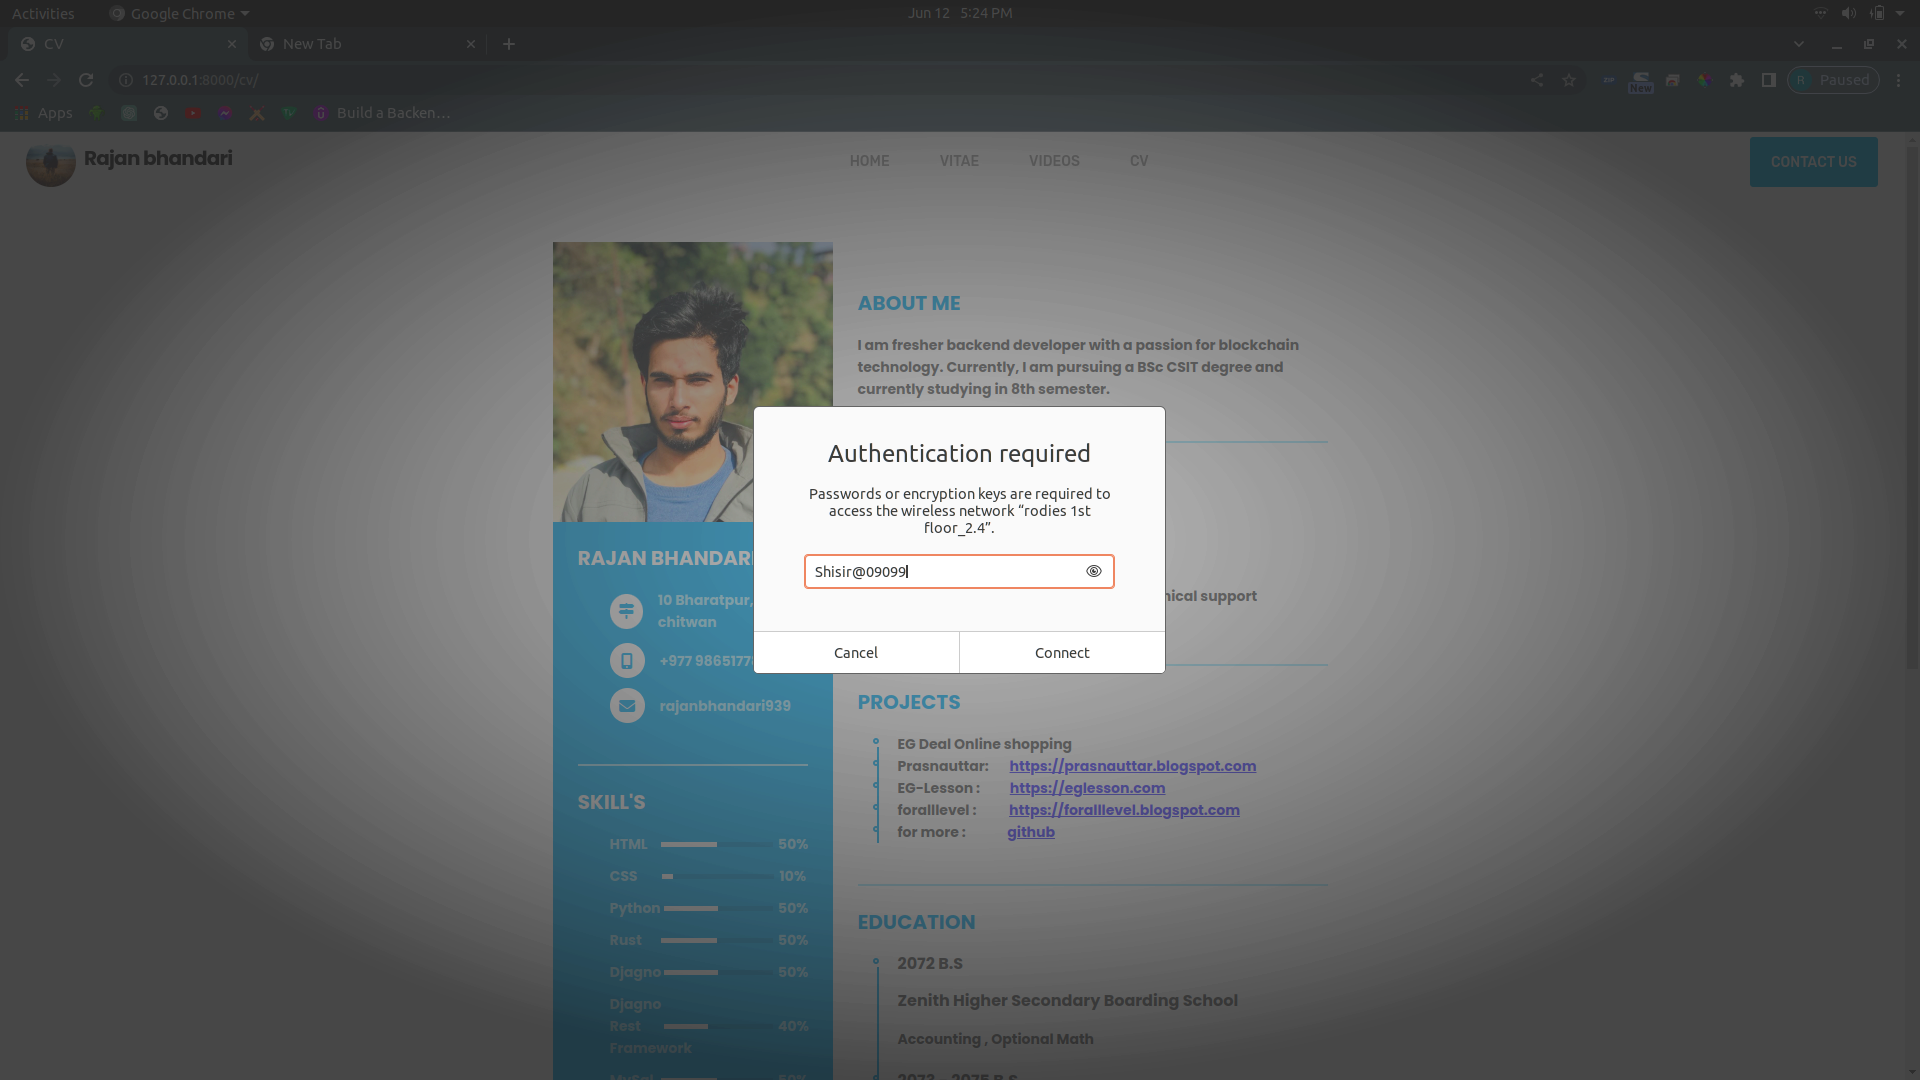 Activities Google Chrome Jun 12 5:24 PM
CV New Tab
127.0.0.1:8000/cv/ New R Paused
Apps Build a Backen…
Rajan bhandari HOME VITAE VIDEOS CV CONTACT US
ABOUT ME
I am fresher backend developer with a passion for blockchain
technology. Currently, I am pursuing a BSc CSIT degree and
currently studying in 8th semester.
Authentication required
Passwords or encryption keys are required to
access the wireless network “rodies 1st
floor_2.4”.
Shisir@09099
Cancel Connect
RAJAN BHANDARI
10 Bharatpur,
chitwan
+977 9865177
rajanbhandari939
SKILL'S
HTML 50%
CSS 10%
Python 50%
Rust 50%
Djagno 50%
Djagno
Rest 40%
Framework
MySql 50%
nical support
PROJECTS
EG Deal Online shopping
Prasnauttar: https://prasnauttar.blogspot.com
EG-Lesson : https://eglesson.com
foralllevel : https://foralllevel.blogspot.com
for more : github
EDUCATION
2072 B.S
Zenith Higher Secondary Boarding School
Accounting , Optional Math
2073 - 2075 B.S